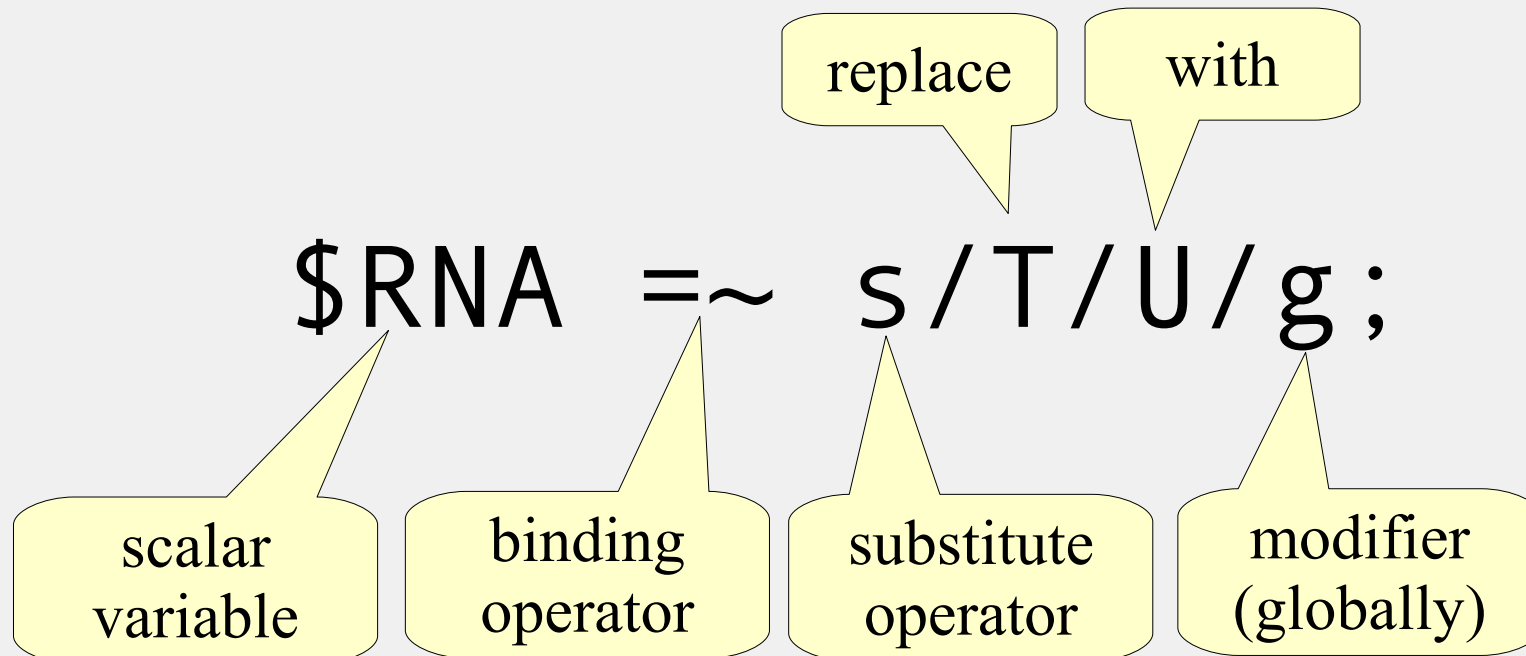 replace
with
$RNA =~ s/T/U/g;
scalar
variable
binding
operator
substitute
operator
modifier
(globally)